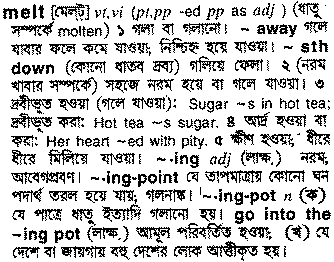 melt [মেল্‌ট্] vt,vi (pt,pp -ed pp as adj) (ধাতু
সম্পর্কে molten) ১ গলা বা গলানো। ~ away গলে
যাবার ফলে কমে যাওয়া; নিশ্চিহ্ন হয়ে যাওয়া। ~ sth
down (কোনো ধাতব দ্রব্য) গলিয়ে ফেলা। ২ (নরম
খাবার সম্পর্কে) সহজে নরম হয়ে বা গলে যাওয়া। ৩
দ্রবীভূত হওয়া (গলে যাওয়া): Sugar ~s in hot tea;
দ্রবীভূত করা: Hot tea ~s sugar. ৪ আর্দ্র হওয়া বা
করা: Her heart ~ed with pity. ৫ ক্ষীণ হওয়া; ধীরে
ধীরে মিলিয়ে যাওয়া। ~-ing adj (লাক্ষ.) নরম;
আবেগপ্রবণ। ~-ing-point যে তাপমাত্রায় কোনো ঘন
পদার্থ তরল হয়ে যায়; গলনাঙ্ক। ~-ing-pot n (ক)
যে পাত্রে ধাতু ইত্যাদি গলানো হয়। go into the
~-ing pot (লাক্ষ.) আমূল পরিবর্তিত হওয়া; (খ) যে
দেশে বা জায়গায় বহু দেশের লোক আত্তীকৃত হয়।